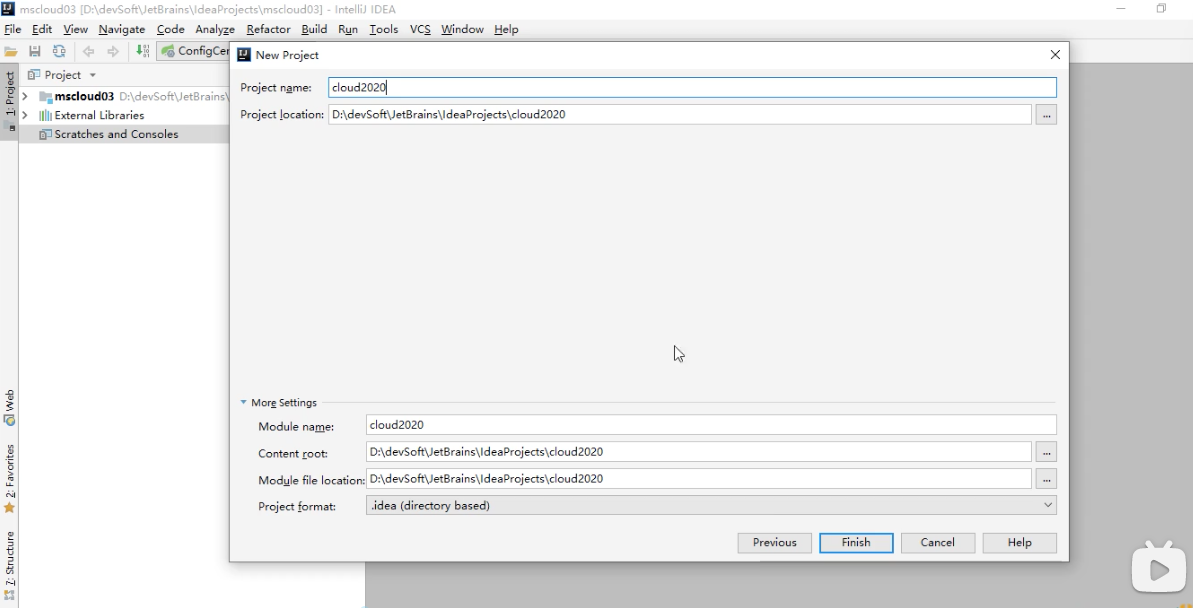 mscloud03 [D:\devSoft\JetBrains\IdeaProjects\mscloud03] - IntelliJ IDEA
File Edit View Navigate Code Analyze Refactor Build Run Tools VCS Window Help
ConfigCer
New Project
1: Project
Project
mscloud03 D:\devSoft\JetBrains\
External Libraries
Scratches and Consoles
Project name: cloud2020
Project location: D:\devSoft\JetBrains\IdeaProjects\cloud2020 ...
More Settings
Module name: cloud2020
Content root: D:\devSoft\JetBrains\IdeaProjects\cloud2020 ...
Module file location: D:\devSoft\JetBrains\IdeaProjects\cloud2020 ...
Project format: .idea (directory based)
Previous Finish Cancel Help
Web
2: Favorites
7: Structure